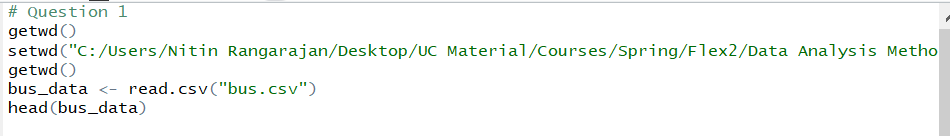 # Question 1
getwd()
setwd("C:/Users/Nitin Rangarajan/Desktop/UC Material/Courses/Spring/Flex2/Data Analysis Metho
getwd()
bus_data <- read.csv("bus.csv")
head(bus_data)